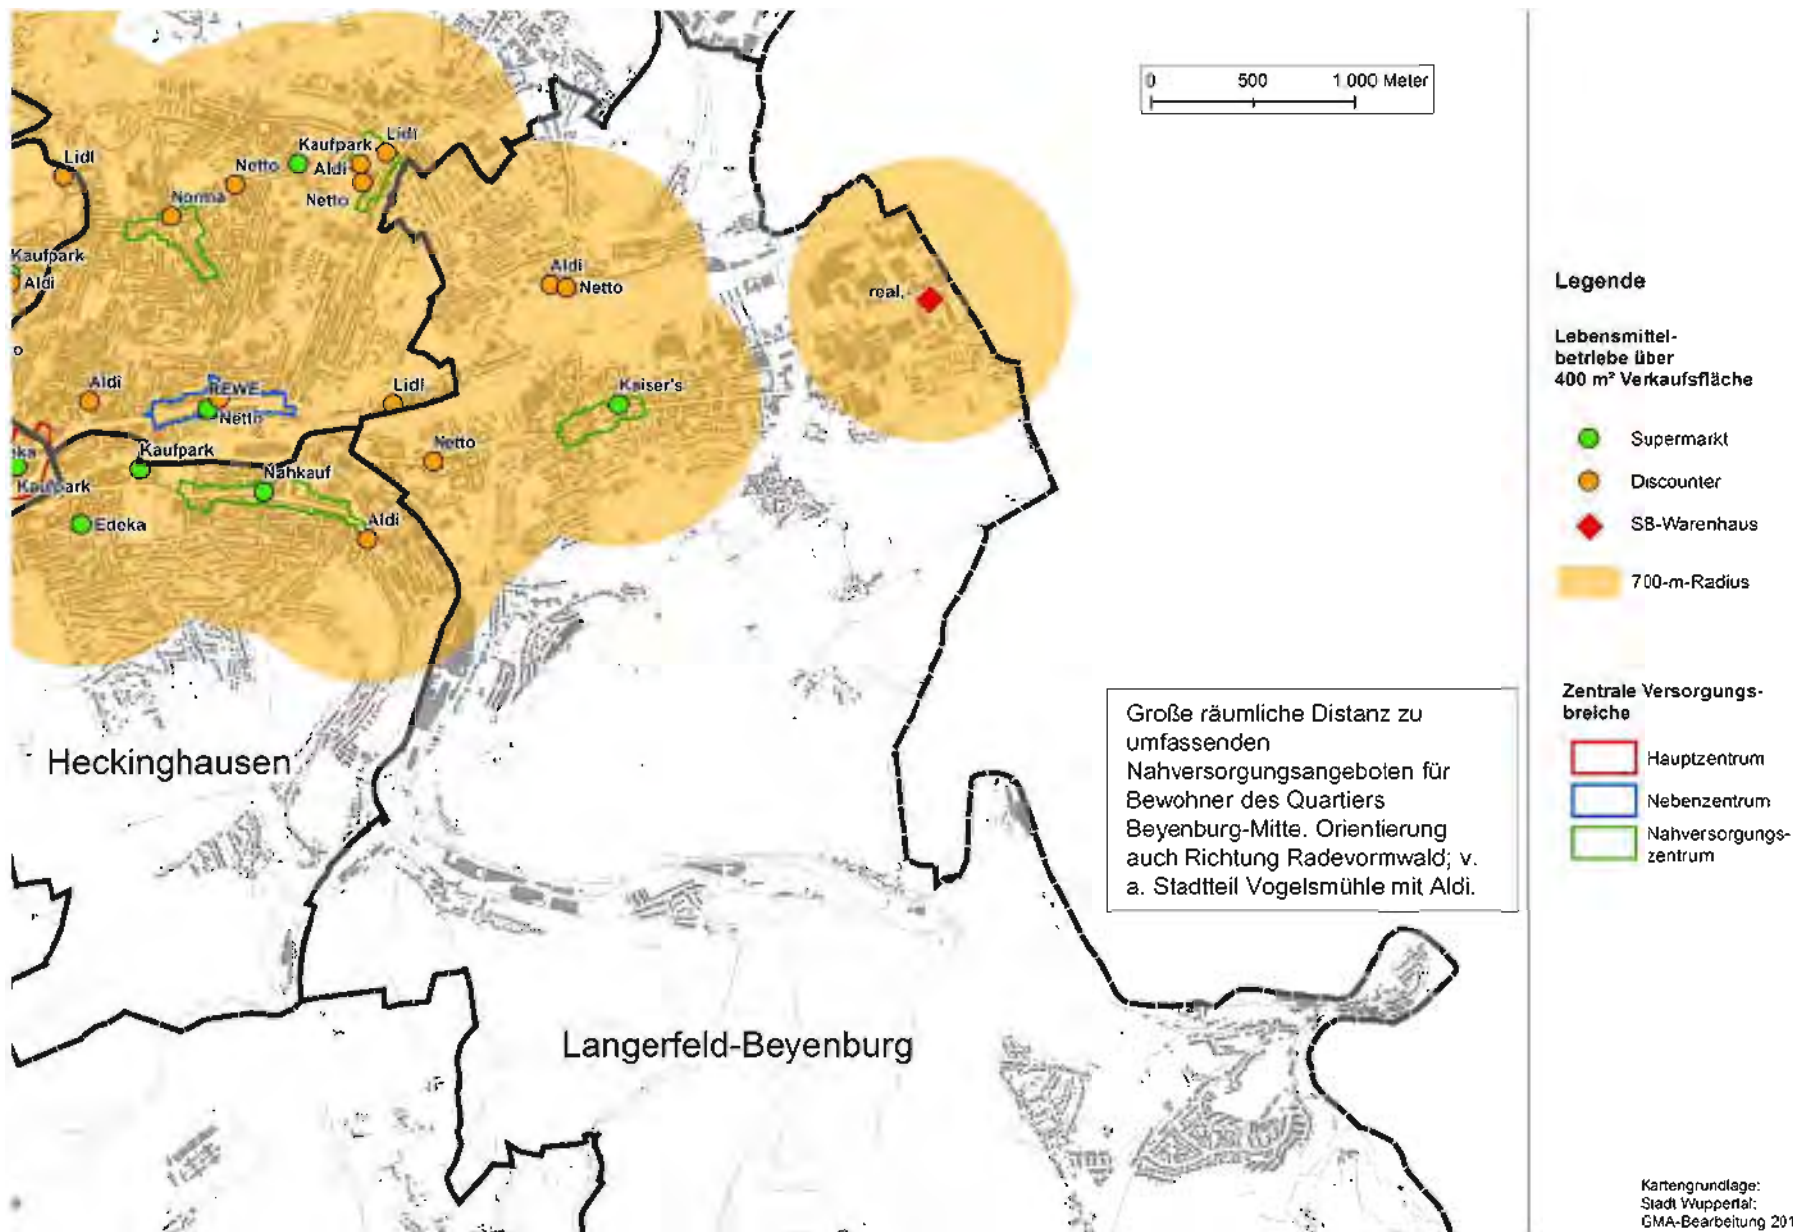 0 500 1 000 Meter
Lidl
Kaufpark
Lidl
Netto
Aldi
Netto
Norma
Kaufpark
Aldi
Aldi
Netto
real,-
o
Aldi
REWE
Netto
Lidl
Kaiser's
Netto
Kaufpark
Nahkauf
Kaufpark
Edeka
Aldi
Heckinghausen
Langerfeld-Beyenburg
Große räumliche Distanz zu
umfassenden
Nahversorgungsangeboten für
Bewohner des Quartiers
Beyenburg-Mitte. Orientierung
auch Richtung Radevormwald; v.
a. Stadtteil Vogelsmühle mit Aldi.
Legende
Lebensmittel-
betriebe über
400 m² Verkaufsfläche
Supermarkt
Discounter
SB-Warenhaus
700-m-Radius
Zentrale Versorgungs-
breiche
Hauptzentrum
Nebenzentrum
Nahversorgungs-
zentrum
Kartengrundlage:
Stadt Wuppertal;
GMA-Bearbeitung 201